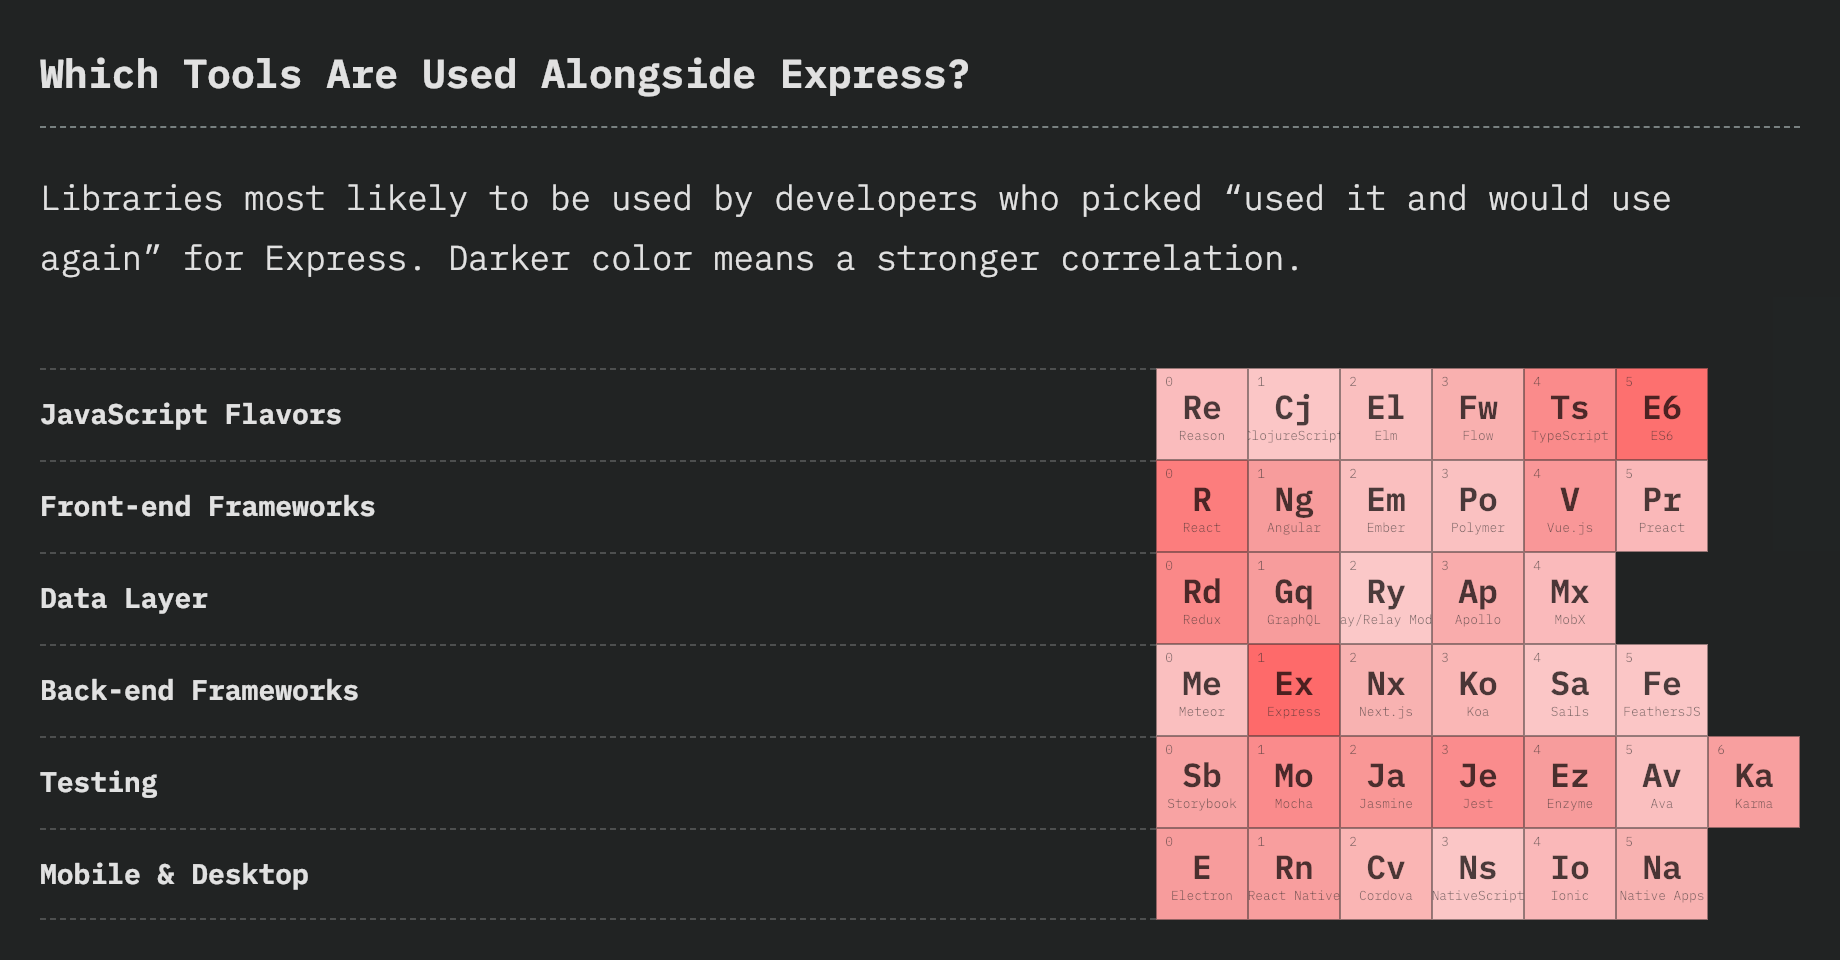 Which Tools Are Used Alongside Express?
Libraries most likely to be used by developers who picked “used it and would use
again” for Express. Darker color means a stronger correlation.
JavaScript Flavors
0 1 2 3 4 5
Re Cj El Fw Ts E6
Reason ClojureScript Elm Flow TypeScript ES6
Front-end Frameworks
0 1 2 3 4 5
R Ng Em Po V Pr
React Angular Ember Polymer Vue.js Preact
Data Layer
0 1 2 3 4
Rd Gq Ry Ap Mx
Redux GraphQL ay/Relay Mod Apollo MobX
Back-end Frameworks
0 1 2 3 4 5
Me Ex Nx Ko Sa Fe
Meteor Express Next.js Koa Sails FeathersJS
Testing
0 1 2 3 4 5 6
Sb Mo Ja Je Ez Av Ka
Storybook Mocha Jasmine Jest Enzyme Ava Karma
Mobile & Desktop
0 1 2 3 4 5
E Rn Cv Ns Io Na
Electron React Native Cordova NativeScript Ionic Native Apps